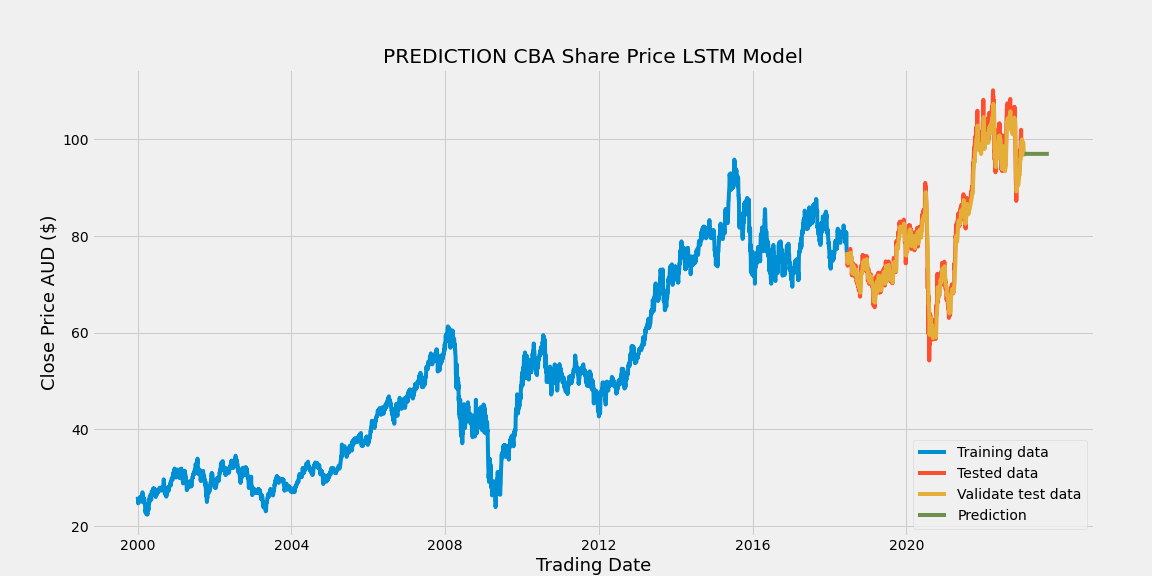 PREDICTION CBA Share Price LSTM Model
Close Price AUD ($)
100
80
60
40
20
2000 2004 2008 2012 2016 2020
Trading Date
Training data
Tested data
Validate test data
Prediction